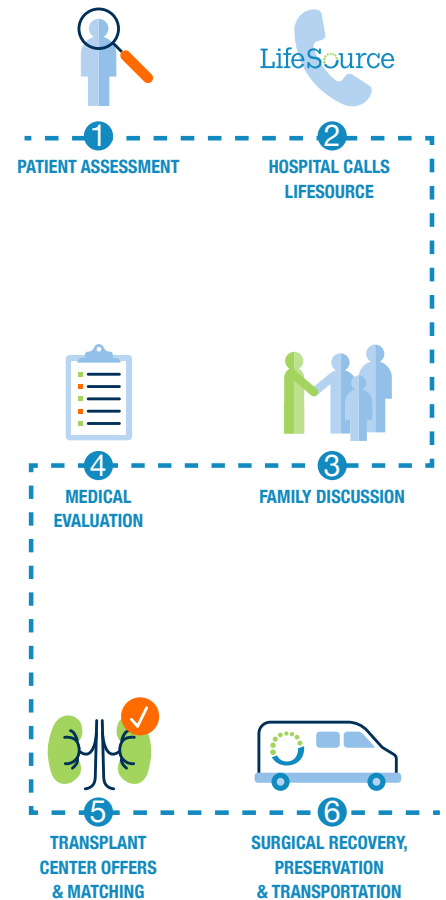 LifeSource
1
PATIENT ASSESSMENT
2
HOSPITAL CALLS
LIFESOURCE
3
FAMILY DISCUSSION
4
MEDICAL
EVALUATION
5
TRANSPLANT
CENTER OFFERS
& MATCHING
6
SURGICAL RECOVERY,
PRESERVATION
& TRANSPORTATION